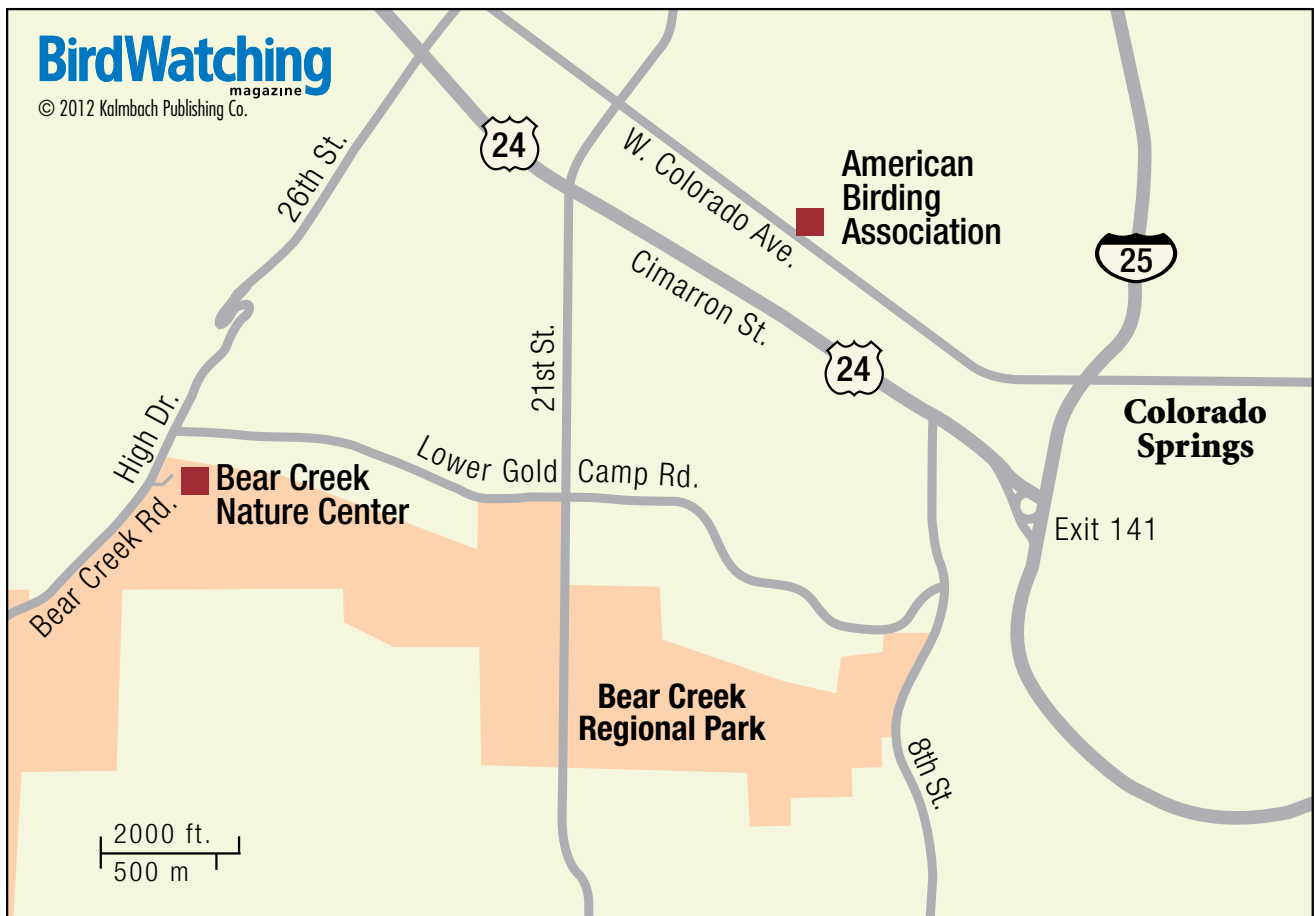 BirdWatching
magazine
© 2012 Kalmbach Publishing Co.
26th St.
24
W. Colorado Ave.
American
Birding
Association
25
Cimarron St.
24
21st St.
High Dr.
Colorado
Springs
Lower Gold Camp Rd.
Bear Creek
Nature Center
Exit 141
Bear Creek Rd.
Bear Creek
Regional Park
8th St.
2000 ft.
500 m